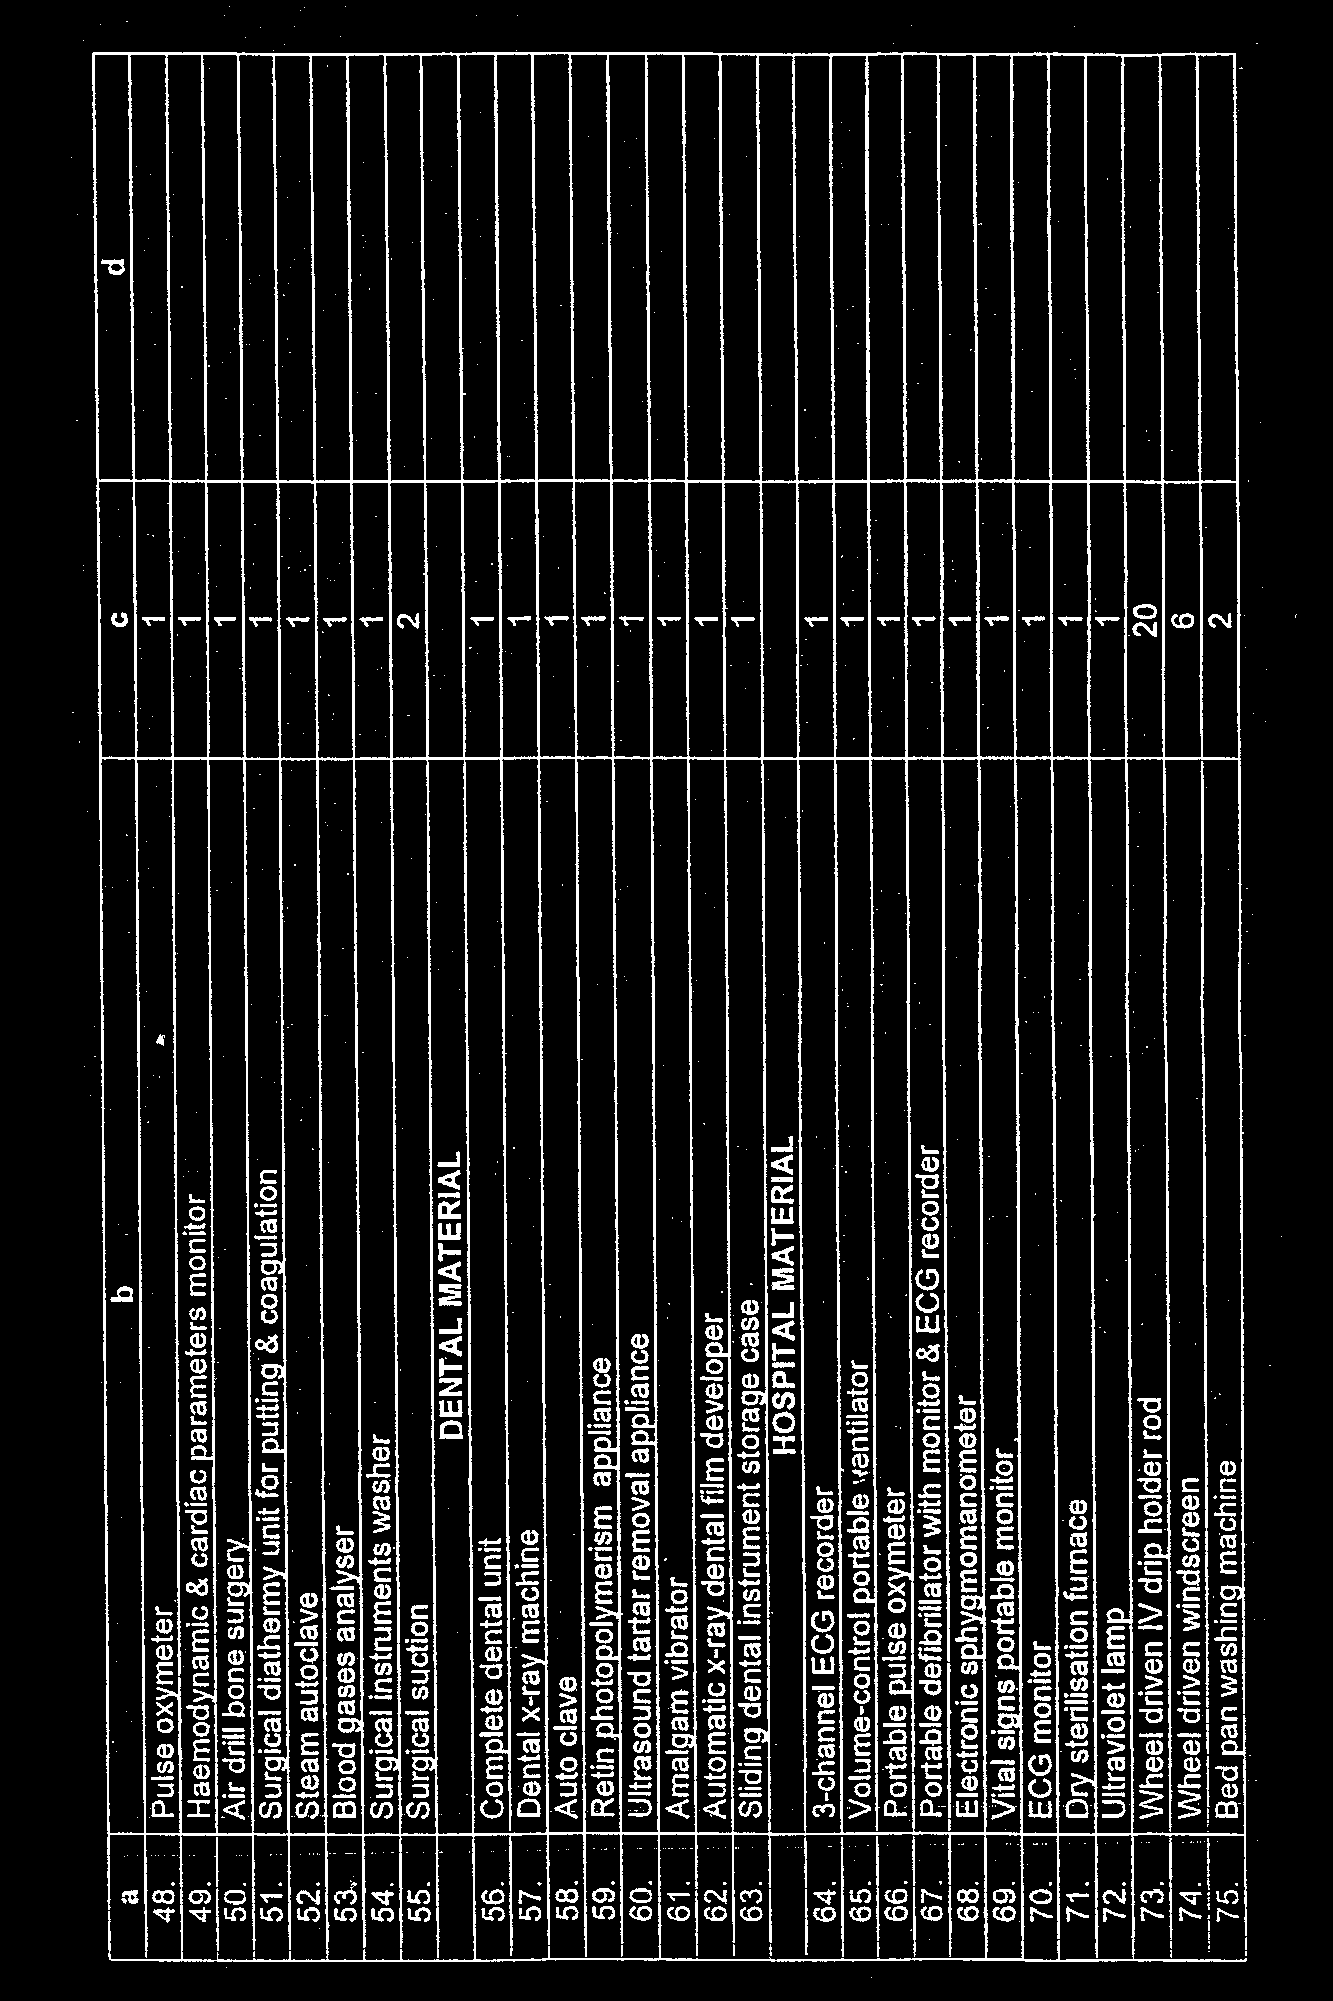 a b c d
48. Pulse oxymeter 1
49. Haemodynamic & cardiac parameters monitor 1
50. Air drill bone surgery 1
51. Surgical diathermy unit for putting & coagulation 1
52. Steam autoclave 1
53. Blood gases analyser 1
54. Surgical instruments washer 1
55. Surgical suction 2
DENTAL MATERIAL
56. Complete dental unit 1
57. Dental x-ray machine 1
58. Auto clave 1
59. Retin photopolymerism appliance 1
60. Ultrasound tartar removal appliance 1
61. Amalgam vibrator 1
62. Automatic x-ray dental film developer 1
63. Sliding dental instrument storage case 1
HOSPITAL MATERIAL
64. 3-channel ECG recorder 1
65. Volume-control portable ventilator 1
66. Portable pulse oxymeter 1
67. Portable defibrillator with monitor & ECG recorder 1
68. Electronic sphygmonanometer 1
69. Vital signs portable monitor 1
70. ECG monitor 1
71. Dry sterilisation furnace 1
72. Ultraviolet lamp 1
73. Wheel driven IV drip holder rod 20
74. Wheel driven windscreen 6
75. Bed pan washing machine 2